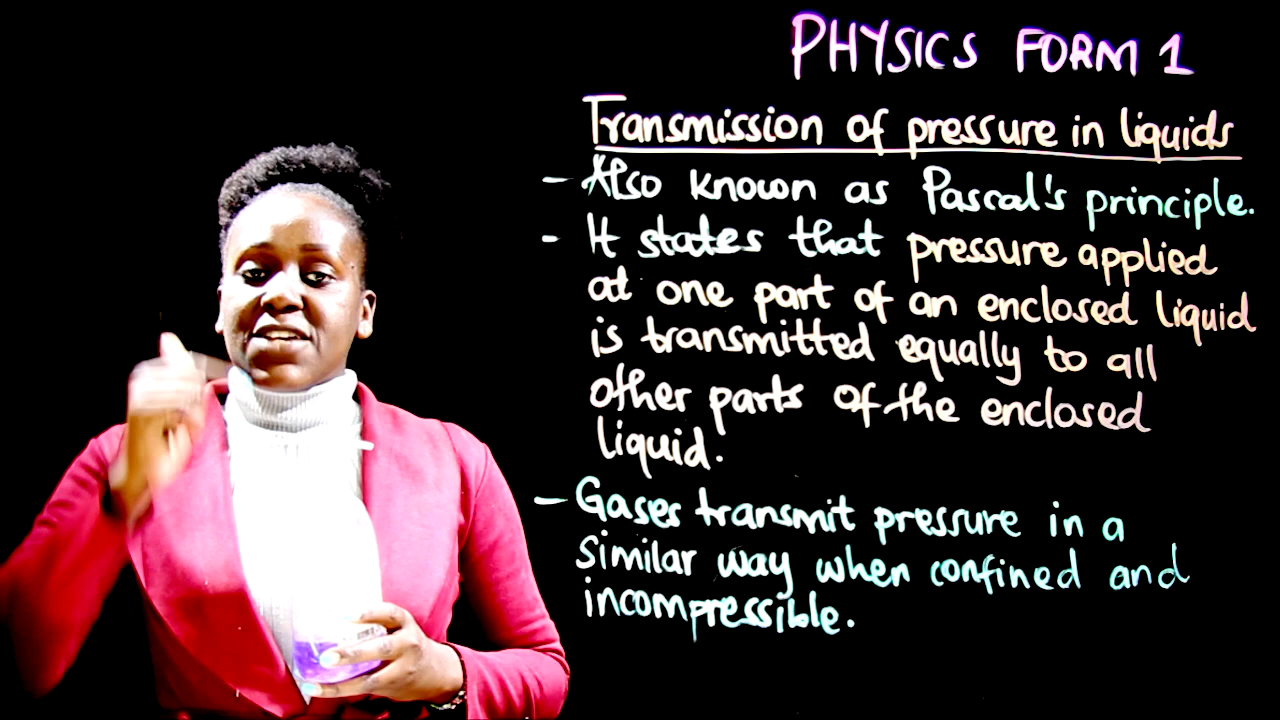 PHYSICS FORM 1
Transmission of pressure in liquids
- Also known as Pascal's principle.
- It states that pressure applied
at one part of an enclosed liquid
is transmitted equally to all
other parts of the enclosed
liquid.
- Gases transmit pressure in a
similar way when confined and
incompressible.